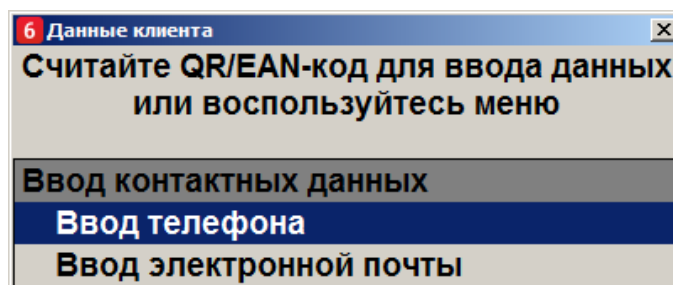 6 Данные клиента
Считайте QR/EAN-код для ввода данных
или воспользуйтесь меню
Ввод контактных данных
Ввод телефона
Ввод электронной почты